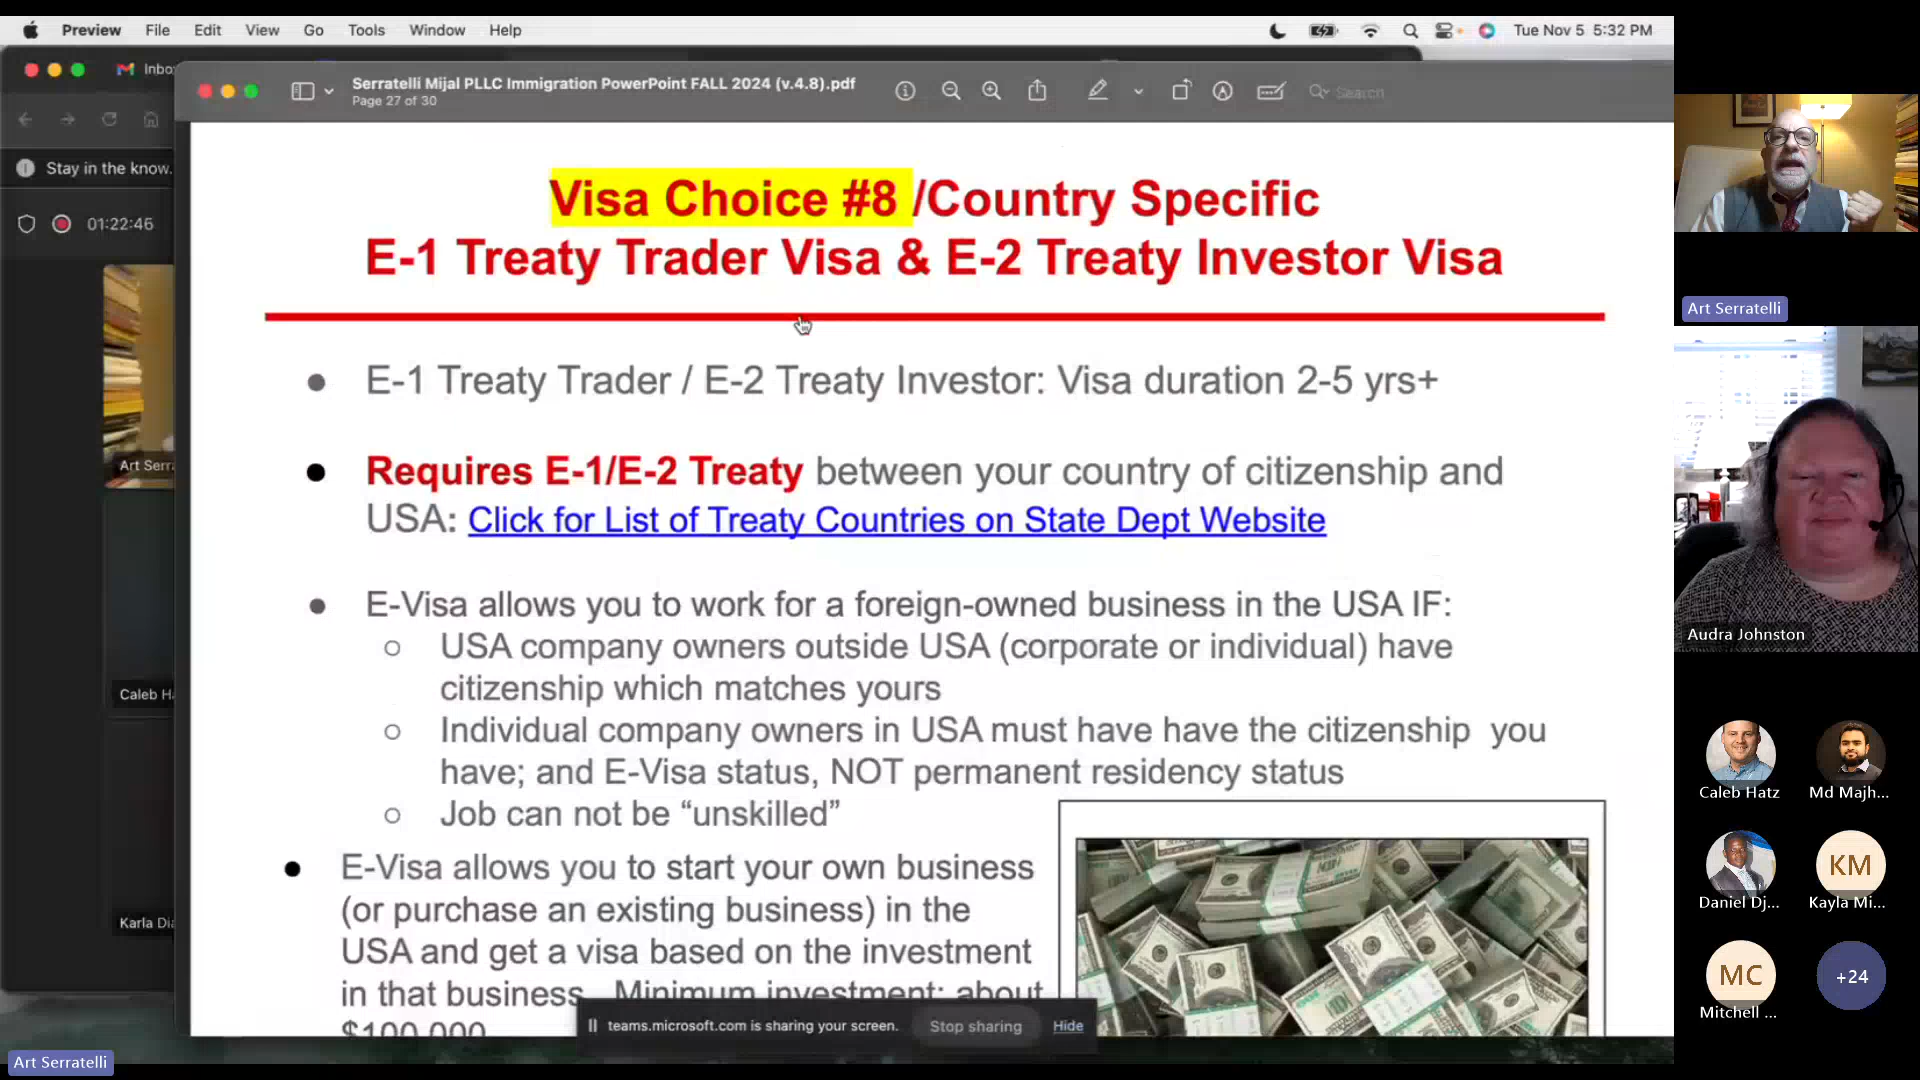 Preview File Edit View Go Tools Window Help Tue Nov 5 5:32 PM
Inbo
Serratelli Mijal PLLC Immigration PowerPoint FALL 2024 (v.4.8).pdf
Page 27 of 30
Search
Stay in the know.
01:22:46
Visa Choice #8 /Country Specific
E-1 Treaty Trader Visa & E-2 Treaty Investor Visa
● E-1 Treaty Trader / E-2 Treaty Investor: Visa duration 2-5 yrs+
● Requires E-1/E-2 Treaty between your country of citizenship and
USA: Click for List of Treaty Countries on State Dept Website
● E-Visa allows you to work for a foreign-owned business in the USA IF:
○ USA company owners outside USA (corporate or individual) have
citizenship which matches yours
○ Individual company owners in USA must have have the citizenship you
have; and E-Visa status, NOT permanent residency status
○ Job can not be “unskilled”
● E-Visa allows you to start your own business
(or purchase an existing business) in the
USA and get a visa based on the investment
in that business. Minimum investment: about
$100,000
teams.microsoft.com is sharing your screen. Stop sharing Hide
Art Serr
Caleb H
Karla Dia
Art Serratelli
Art Serratelli
Audra Johnston
Caleb Hatz
Md Majh...
Daniel Dj...
KM
Kayla Mi...
MC
Mitchell ...
+24